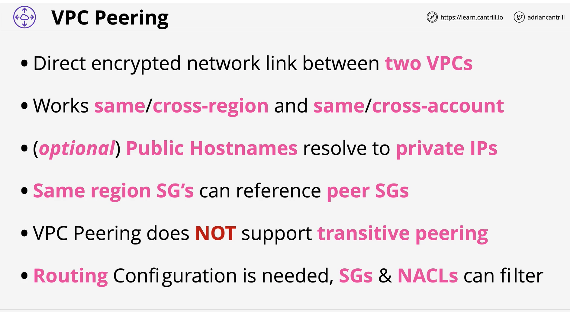 VPC Peering
https://learn.cantrill.io
adriancantrill
• Direct encrypted network link between two VPCs
• Works same/cross-region and same/cross-account
• (optional) Public Hostnames resolve to private IPs
• Same region SG's can reference peer SGs
• VPC Peering does NOT support transitive peering
• Routing Configuration is needed, SGs & NACLs can filter